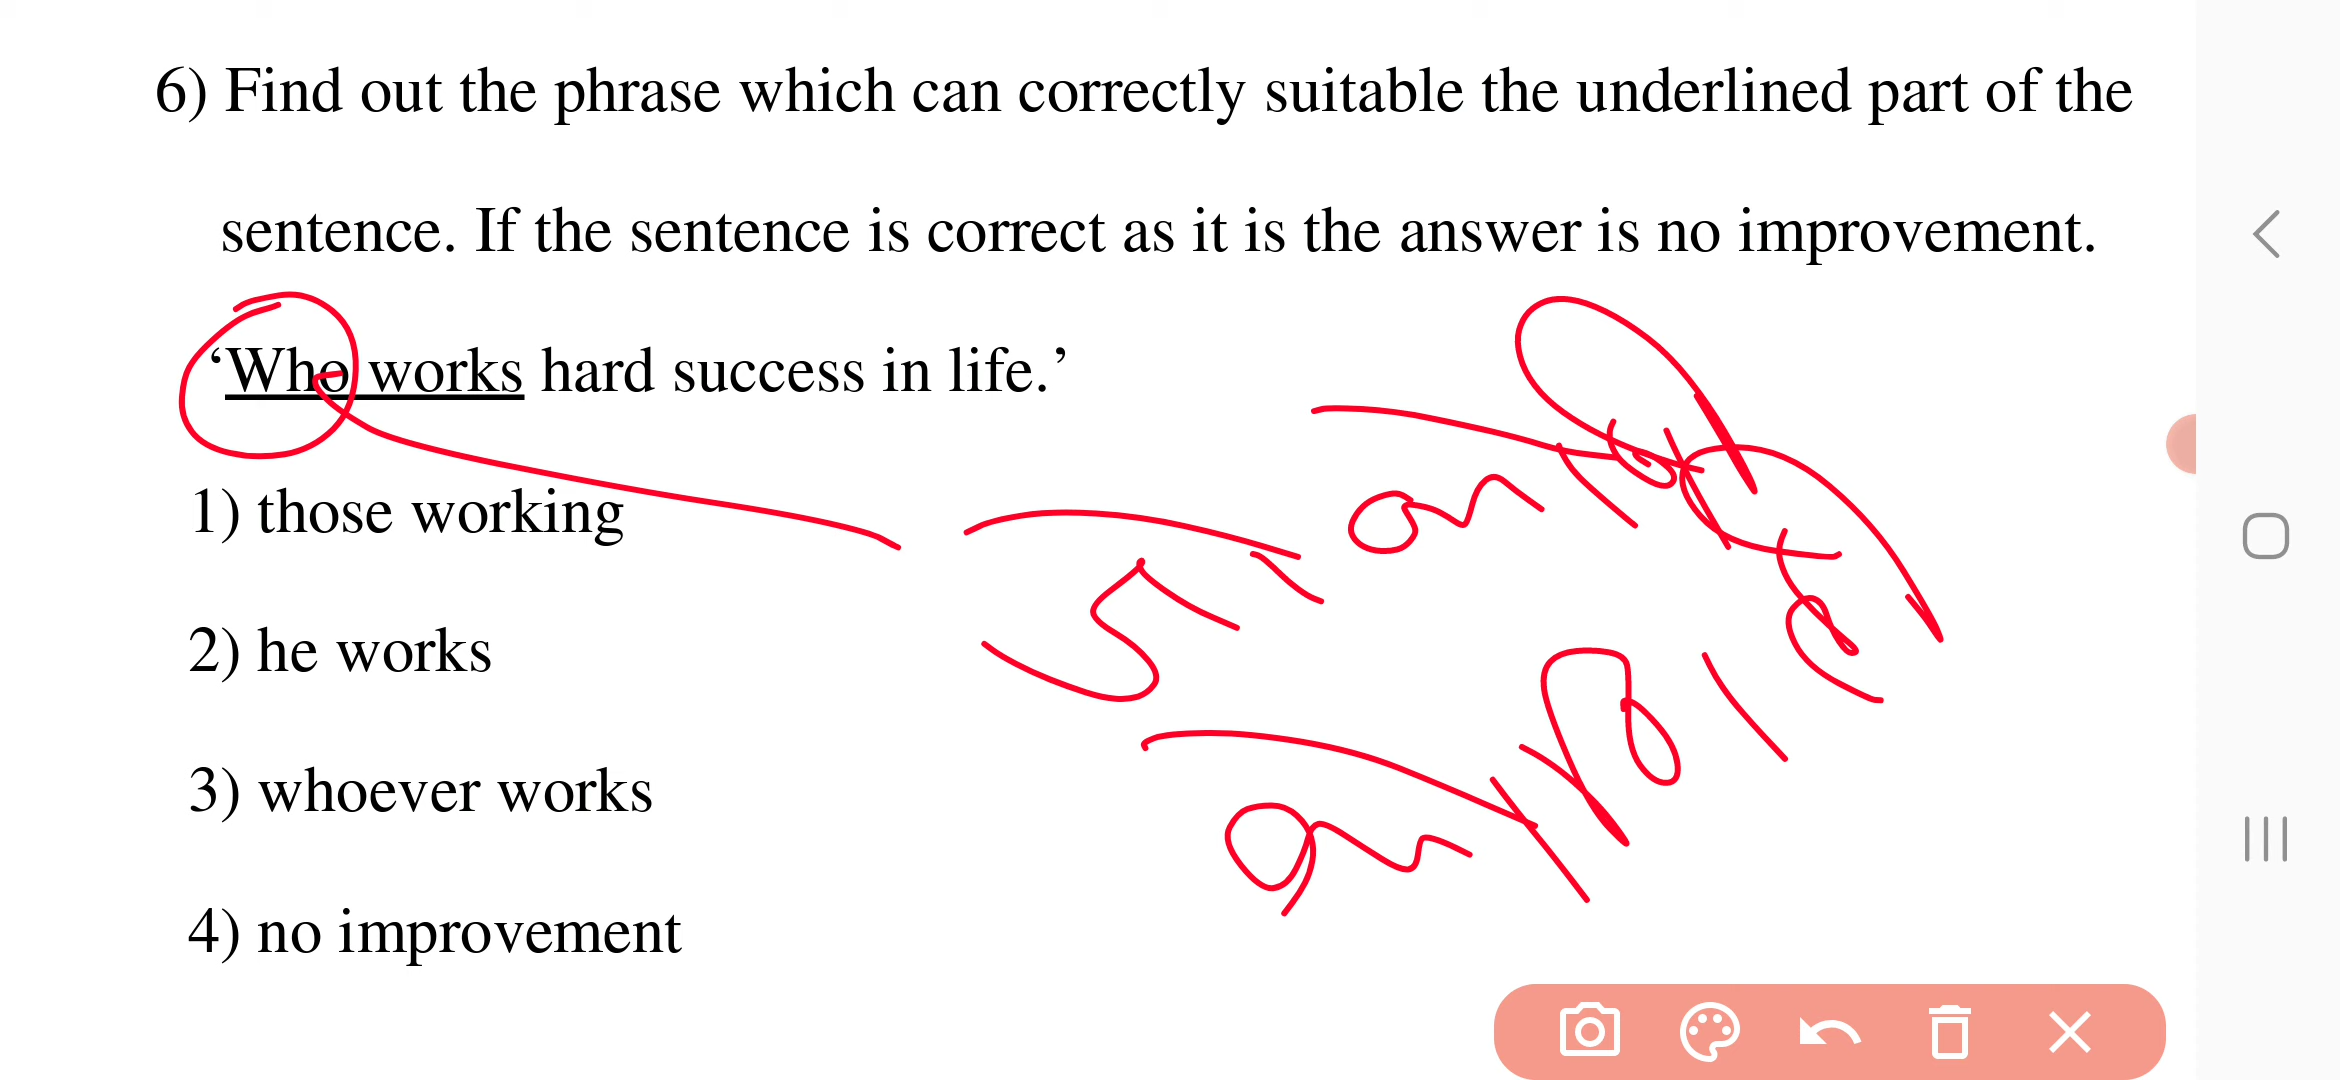 6) Find out the phrase which can correctly suitable the underlined part of the
sentence. If the sentence is correct as it is the answer is no improvement.
‘Who works hard success in life.’
1) those working
2) he works
3) whoever works
4) no improvement